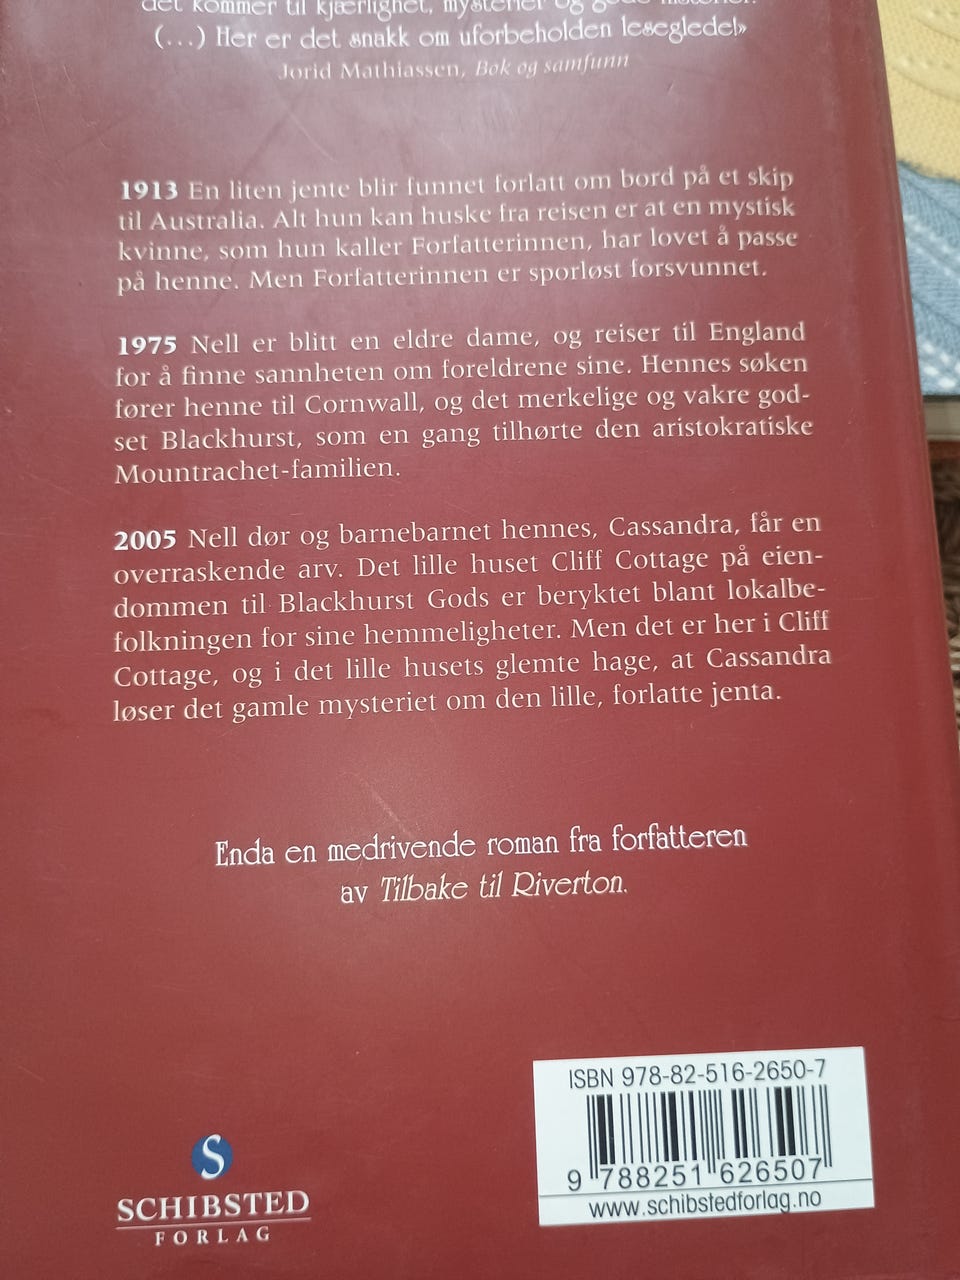 det kommer til kjærlighet, mysterier og gode historier.
(…) Her er det snakk om uforbeholden leseglede!»
Jorid Mathiassen, Bok og samfunn
1913 En liten jente blir funnet forlatt om bord på et skip
til Australia. Alt hun kan huske fra reisen er at en mystisk
kvinne, som hun kaller Forfatterinnen, har lovet å passe
på henne. Men Forfatterinnen er sporløst forsvunnet.
1975 Nell er blitt en eldre dame, og reiser til England
for å finne sannheten om foreldrene sine. Hennes søken
fører henne til Cornwall, og det merkelige og vakre god-
set Blackhurst, som en gang tilhørte den aristokratiske
Mountrachet-familien.
2005 Nell dør og barnebarnet hennes, Cassandra, får en
overraskende arv. Det lille huset Cliff Cottage på eien-
dommen til Blackhurst Gods er beryktet blant lokalbe-
folkningen for sine hemmeligheter. Men det er her i Cliff
Cottage, og i det lille husets glemte hage, at Cassandra
løser det gamle mysteriet om den lille, forlatte jenta.
Enda en medrivende roman fra forfatteren
av Tilbake til Riverton.
ISBN 978-82-516-2650-7
9 788251 626507
www.schibstedforlag.no
S
SCHIBSTED
FORLAG